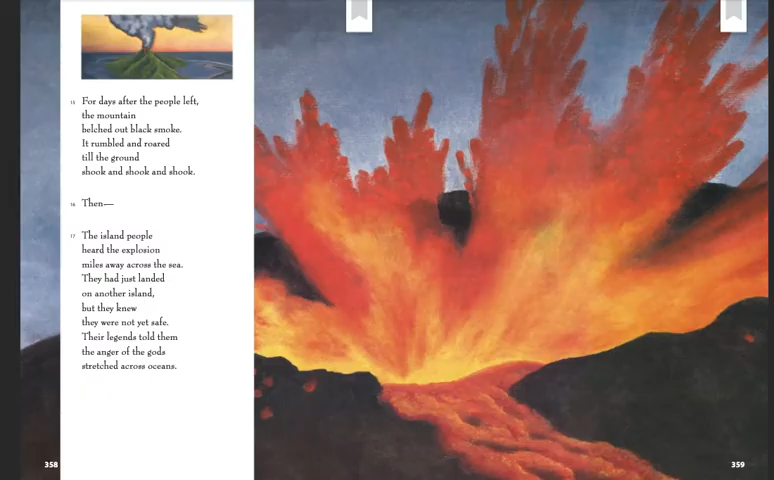 15 For days after the people left,
the mountain
belched out black smoke.
It rumbled and roared
till the ground
shook and shook and shook.
16 Then—
17 The island people
heard the explosion
miles away across the sea.
They had just landed
on another island,
but they knew
they were not yet safe.
Their legends told them
the anger of the gods
stretched across oceans.
358
359